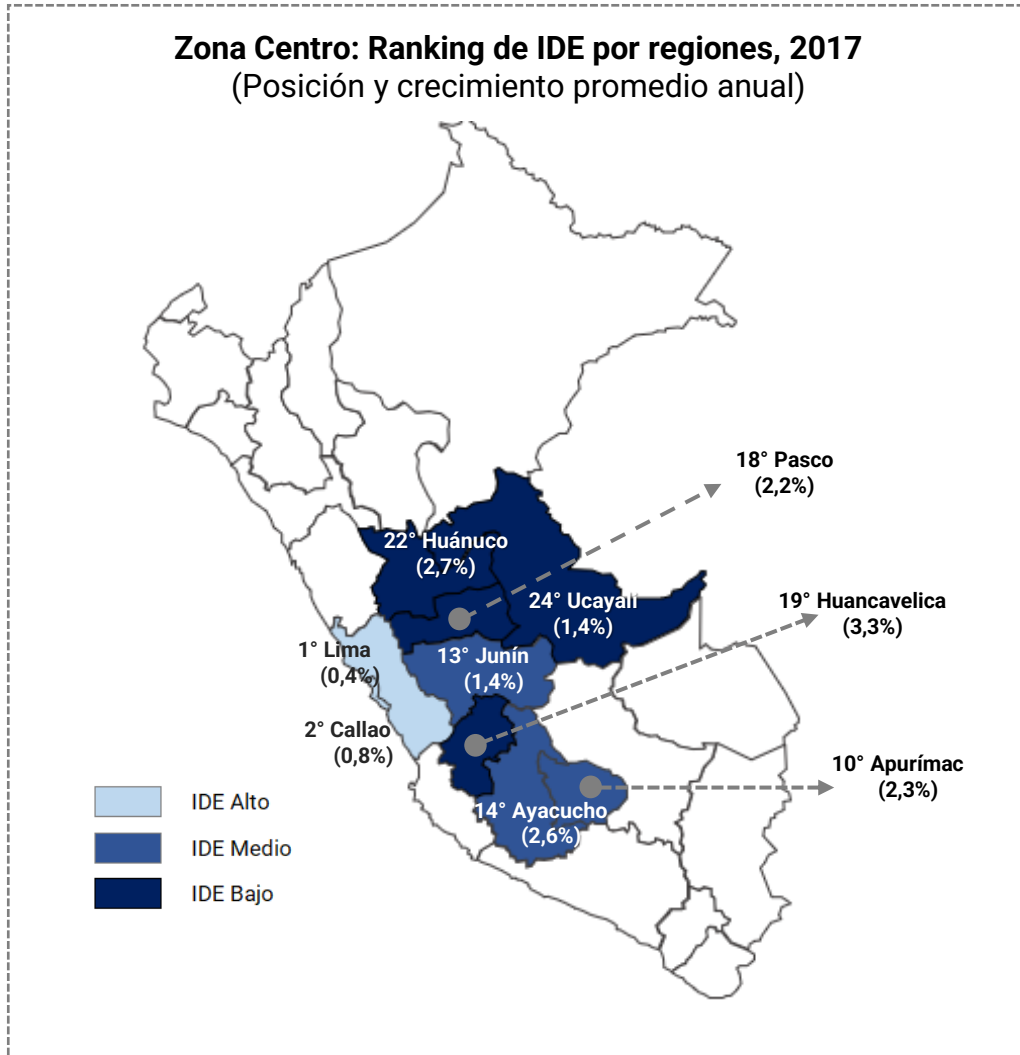 Zona Centro: Ranking de IDE por regiones, 2017
(Posición y crecimiento promedio anual)
18° Pasco
(2,2%)
22° Huánuco
(2,7%)
24° Ucayali
(1,4%)
19° Huancavelica
(3,3%)
1° Lima
(0,4%)
13° Junín
(1,4%)
2° Callao
(0,8%)
10° Apurímac
(2,3%)
14° Ayacucho
(2,6%)
IDE Alto
IDE Medio
IDE Bajo